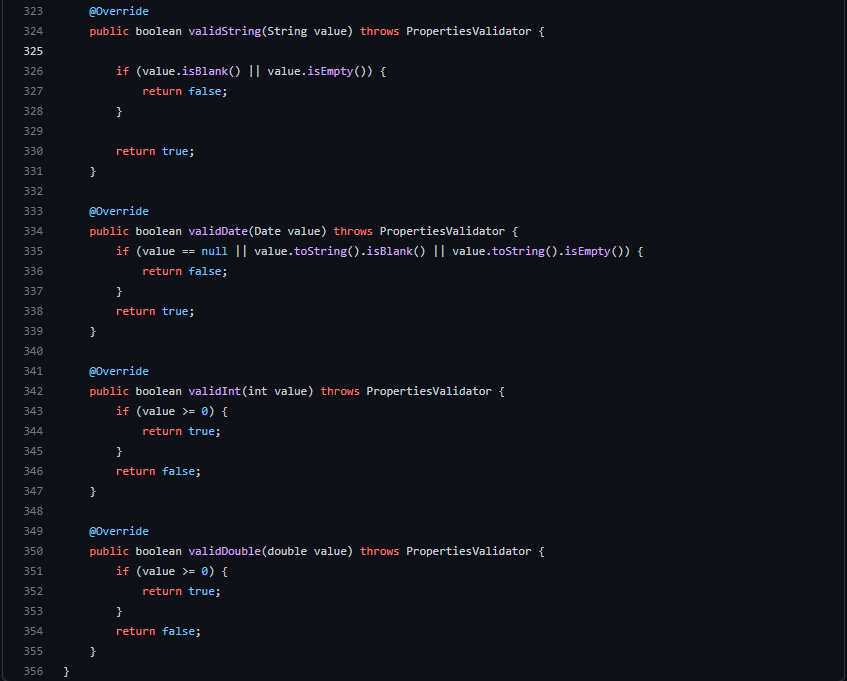 323 @Override
324 public boolean validString(String value) throws PropertiesValidator {
325
326 if (value.isBlank() || value.isEmpty()) {
327 return false;
328 }
329
330 return true;
331 }
332
333 @Override
334 public boolean validDate(Date value) throws PropertiesValidator {
335 if (value == null || value.toString().isBlank() || value.toString().isEmpty()) {
336 return false;
337 }
338 return true;
339 }
340
341 @Override
342 public boolean validInt(int value) throws PropertiesValidator {
343 if (value >= 0) {
344 return true;
345 }
346 return false;
347 }
348
349 @Override
350 public boolean validDouble(double value) throws PropertiesValidator {
351 if (value >= 0) {
352 return true;
353 }
354 return false;
355 }
356 }